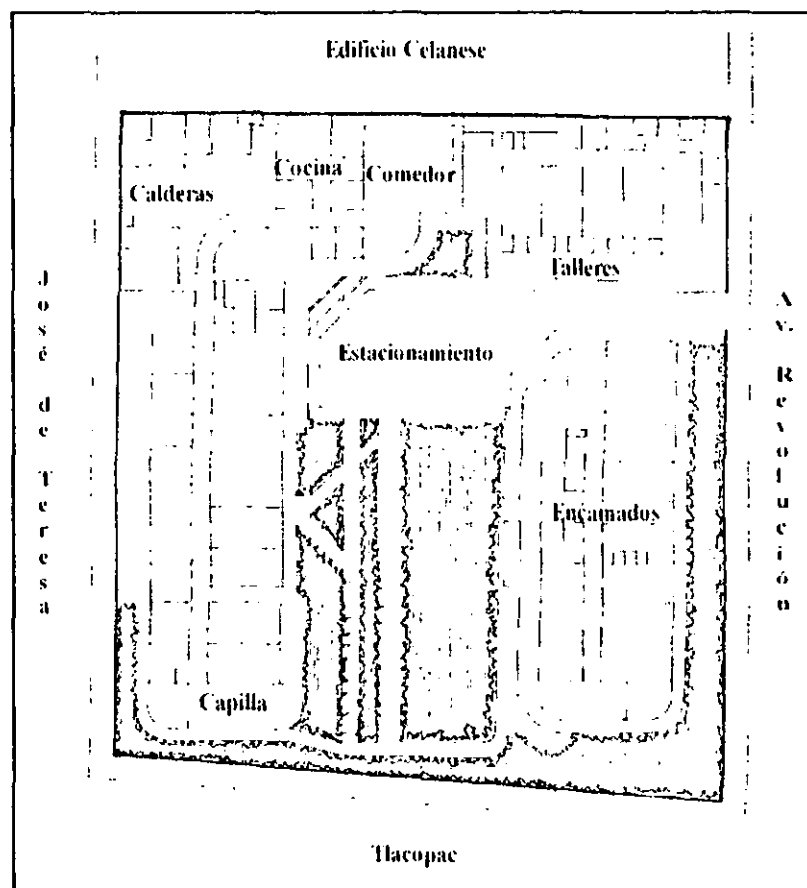 Edificio Celanese
Cocina
Comedor
Calderas
Talleres
José de Teresa
Av. Revolución
Estacionamiento
Encamados
Capilla
Tlacopac